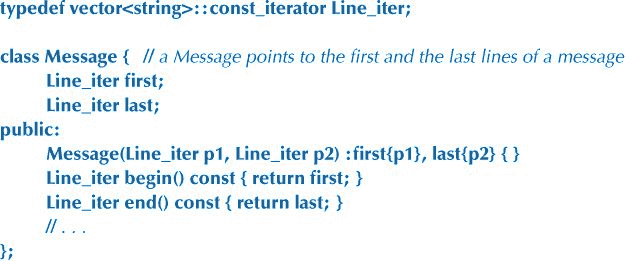 typedef vector<string>::const_iterator Line_iter;

class Message { // a Message points to the first and the last lines of a message
Line_iter first;
Line_iter last;
public:
Message(Line_iter p1, Line_iter p2) :first{p1}, last{p2} { }
Line_iter begin() const { return first; }
Line_iter end() const { return last; }
// . . .
};